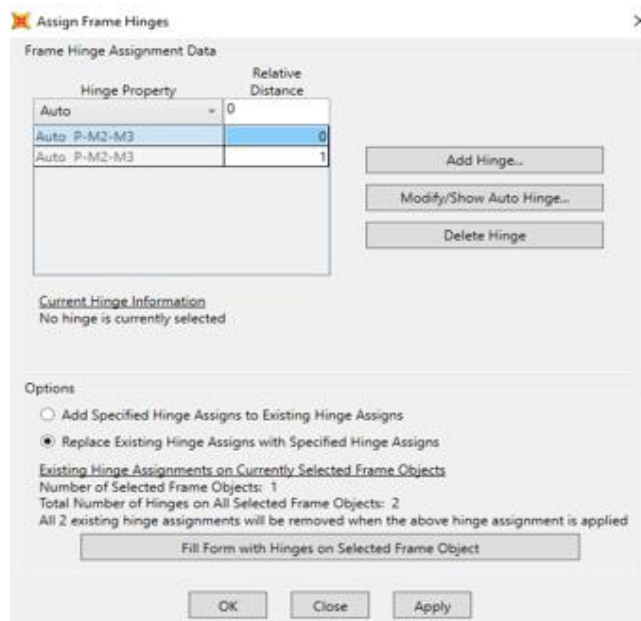 Assign Frame Hinges
Frame Hinge Assignment Data
Hinge Property Relative Distance
Auto 0
Auto P-M2-M3 0
Auto P-M2-M3 1
Add Hinge...
Modify/Show Auto Hinge...
Delete Hinge
Current Hinge Information
No hinge is currently selected
Options
Add Specified Hinge Assigns to Existing Hinge Assigns
Replace Existing Hinge Assigns with Specified Hinge Assigns
Existing Hinge Assignments on Currently Selected Frame Objects
Number of Selected Frame Objects: 1
Total Number of Hinges on All Selected Frame Objects: 2
All 2 existing hinge assignments will be removed when the above hinge assignment is applied
Fill Form with Hinges on Selected Frame Object
OK Close Apply